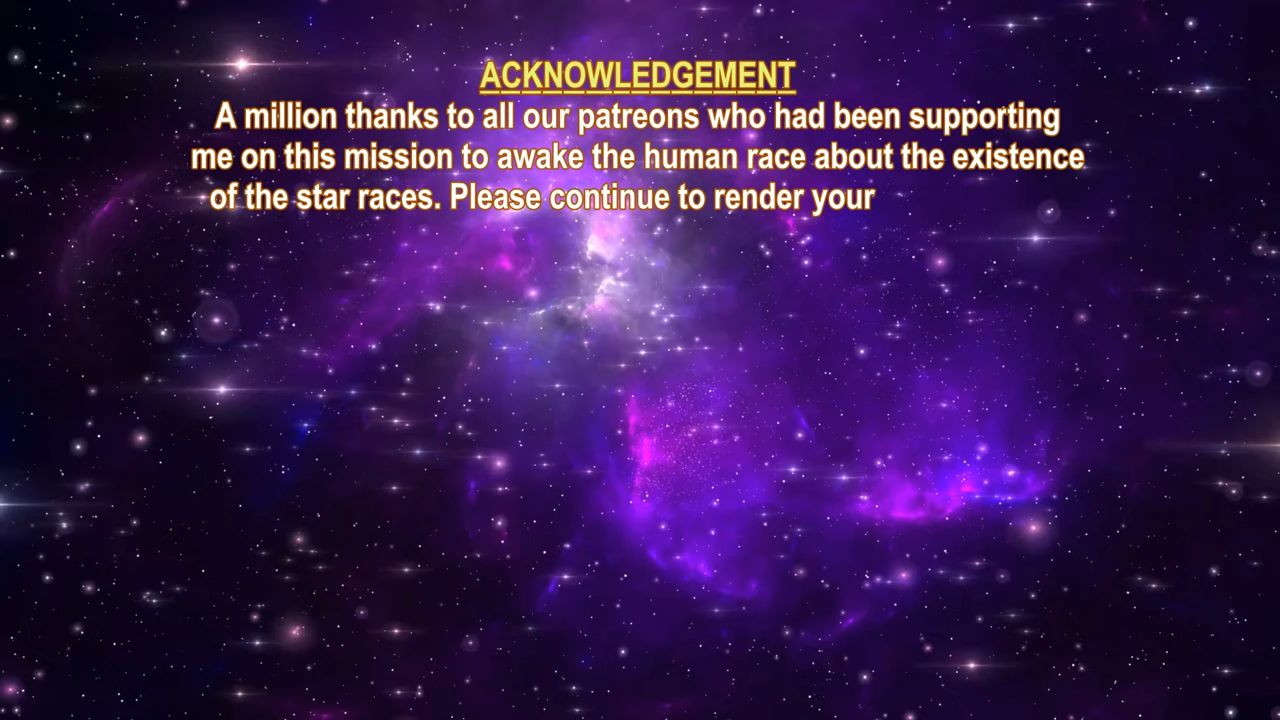 ACKNOWLEDGEMENT
A million thanks to all our patreons who had been supporting
me on this mission to awake the human race about the existence
of the star races. Please continue to render your